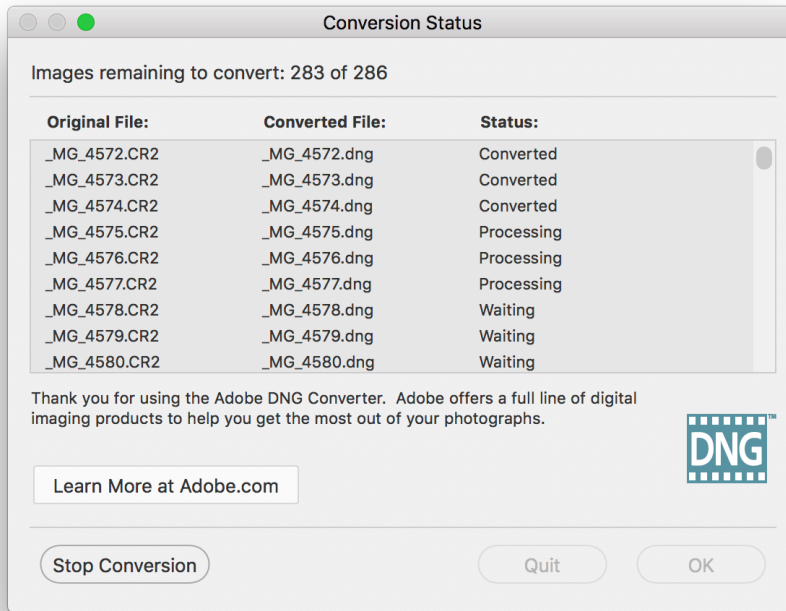 Conversion Status
Images remaining to convert: 283 of 286
Original File: Converted File: Status:
_MG_4572.CR2 _MG_4572.dng Converted
_MG_4573.CR2 _MG_4573.dng Converted
_MG_4574.CR2 _MG_4574.dng Converted
_MG_4575.CR2 _MG_4575.dng Processing
_MG_4576.CR2 _MG_4576.dng Processing
_MG_4577.CR2 _MG_4577.dng Processing
_MG_4578.CR2 _MG_4578.dng Waiting
_MG_4579.CR2 _MG_4579.dng Waiting
_MG_4580.CR2 _MG_4580.dng Waiting
Thank you for using the Adobe DNG Converter. Adobe offers a full line of digital
imaging products to help you get the most out of your photographs.
DNG™
Learn More at Adobe.com
Stop Conversion Quit OK